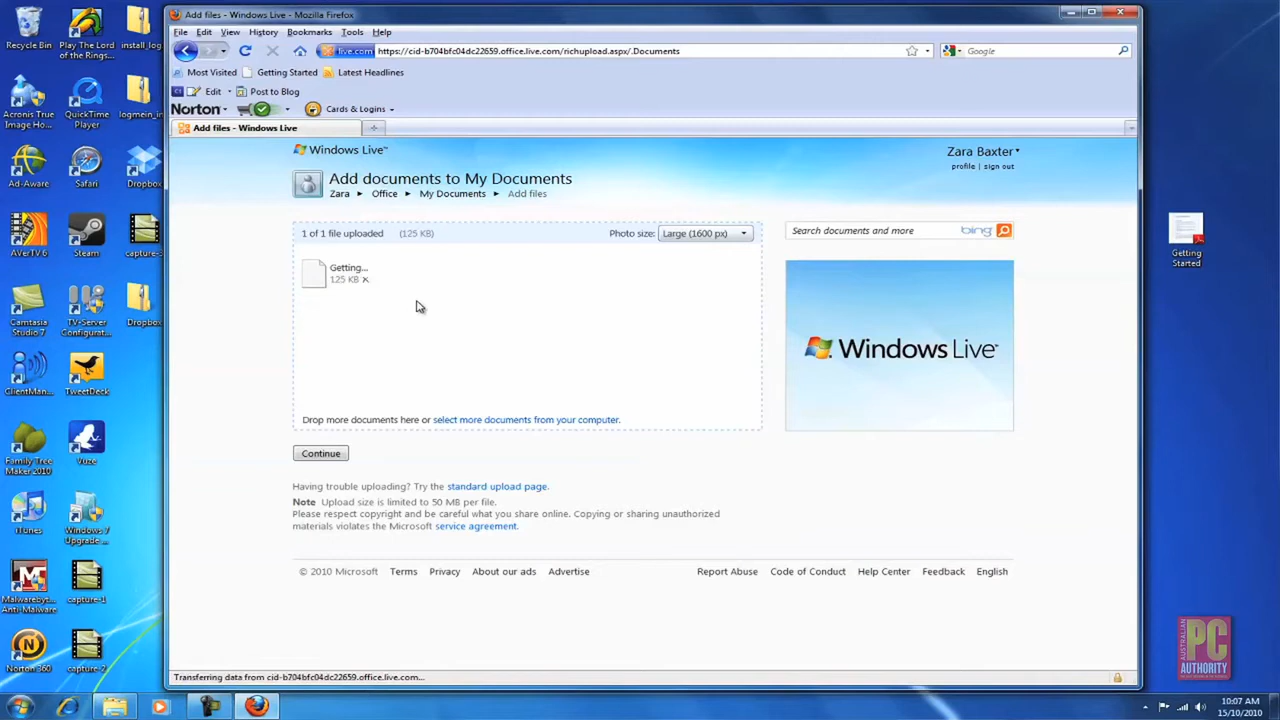 Add files - Windows Live - Mozilla Firefox
File Edit View History Bookmarks Tools Help
live.com https://cid-b704bfc04dc22659.office.live.com/richupload.aspx/.Documents
Google
Most Visited Getting Started Latest Headlines
Edit Post to Blog
Norton Cards & Logins
Add files - Windows Live
Windows Live™
Zara Baxter
profile | sign out
Add documents to My Documents
Zara Office My Documents Add files
1 of 1 file uploaded (125 KB)
Photo size: Large (1600 px)
Search documents and more bing
Getting...
125 KB
Windows Live™
Drop more documents here or select more documents from your computer.
Continue
Having trouble uploading? Try the standard upload page.
Note Upload size is limited to 50 MB per file.
Please respect copyright and be careful what you share online. Copying or sharing unauthorized
materials violates the Microsoft service agreement.
© 2010 Microsoft Terms Privacy About our ads Advertise
Report Abuse Code of Conduct Help Center Feedback English
Transferring data from cid-b704bfc04dc22659.office.live.com...
Recycle Bin
Play The Lord
of the Rings...
install_log
Acronis True
Image Ho...
QuickTime
Player
logmein_in
Ad-Aware
Safari
Dropbox
AVerTV 6
Steam
capture-3
Camtasia
Studio 7
TV-Server
Configurat...
Dropbox
ClientMan...
TweetDeck
Family Tree
Maker 2010
Vuze
iTunes
Windows 7
Upgrade ...
Malwareby...
Anti-Malware
capture-1
Norton 360
capture-2
Getting
Started
AUSTRALIAN
PC
AUTHORITY
10:07 AM
15/10/2010